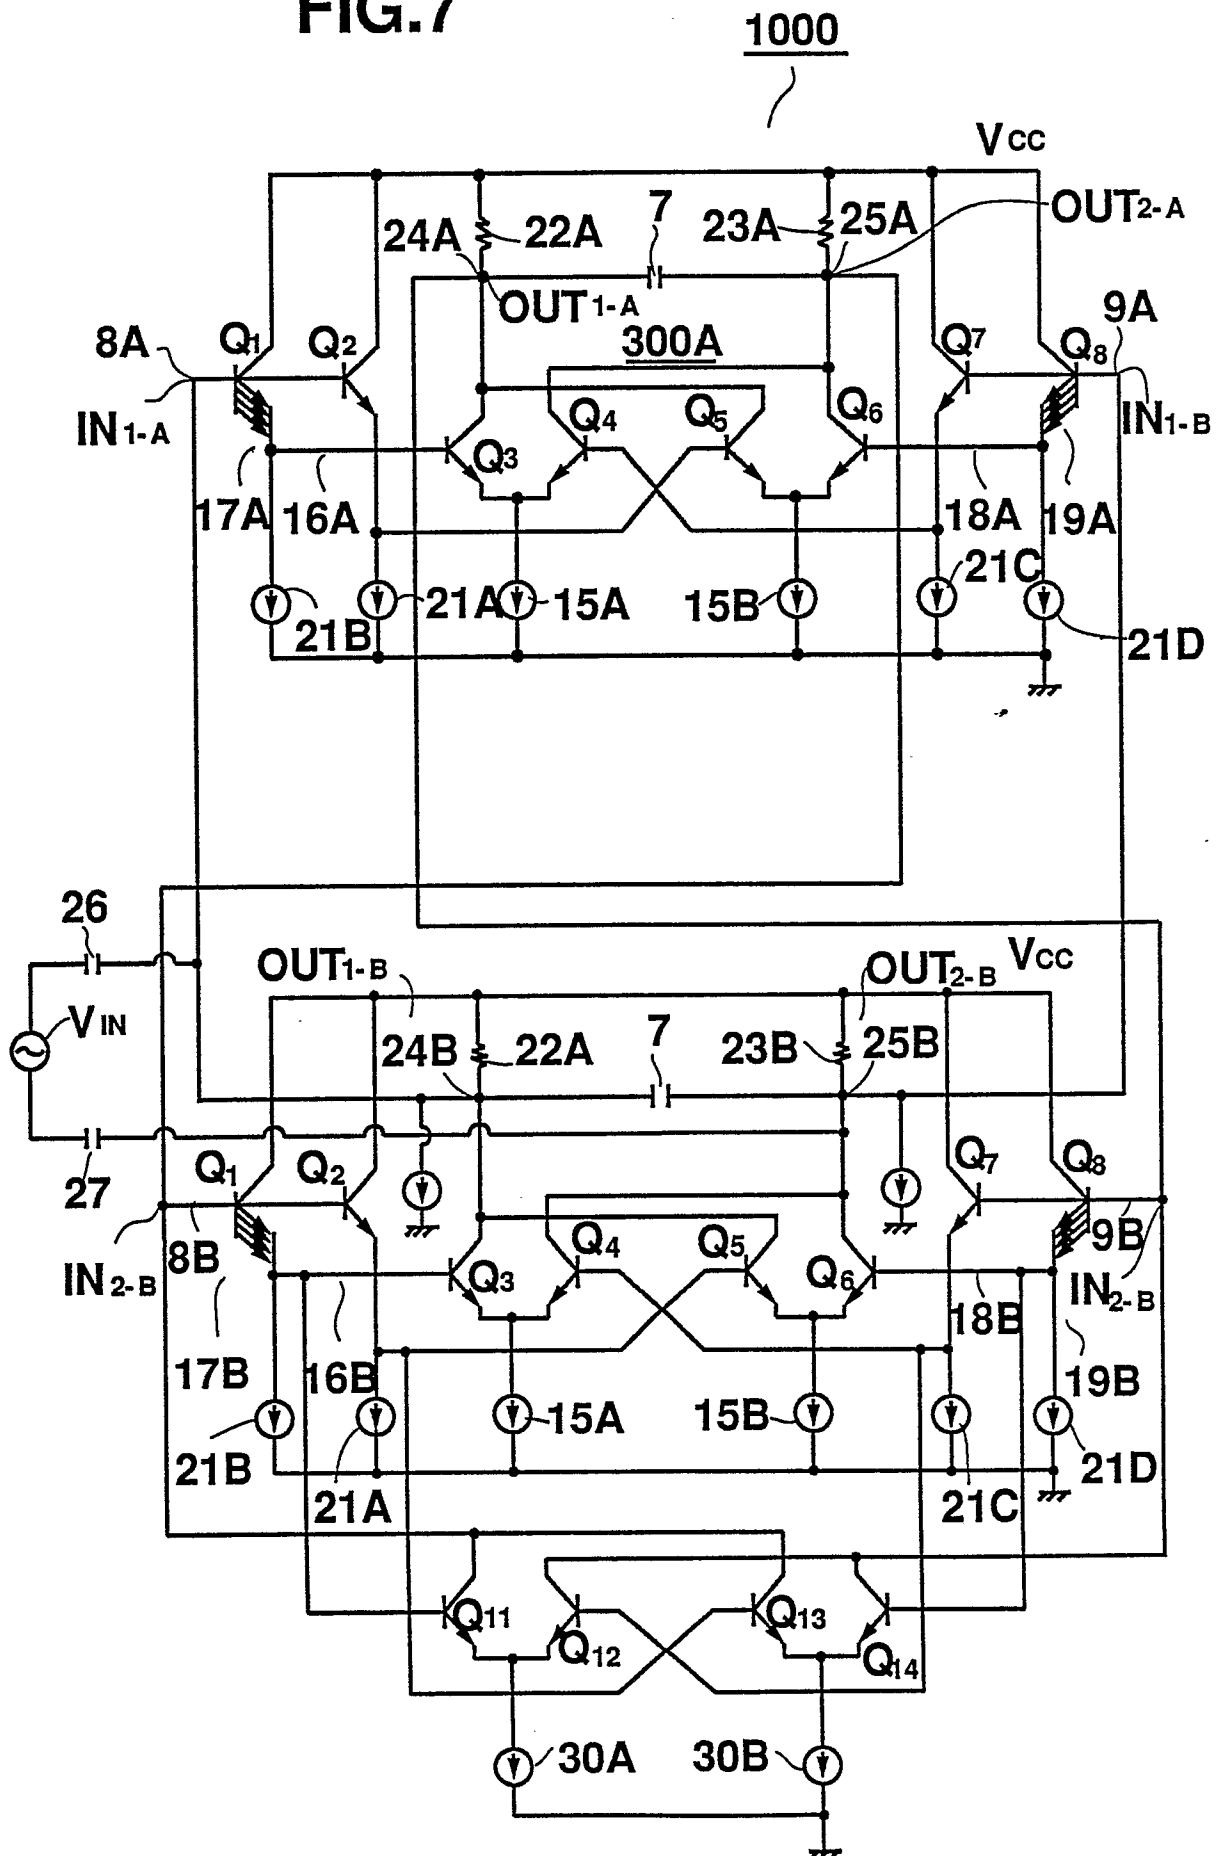 FIG.7
1000
VCC
OUT2-A
7
24A 22A 23A 25A
OUT1-A
9A
8A Q1 Q2 300A Q7 Q8
IN1-A Q4 Q5 Q6 IN1-B
Q3
17A 16A 18A 19A
21C
21A 15A 15B
21B 21D
26
OUT1-B OUT2-B VCC
VIN 7
24B 22A 23B 25B
27 Q1 Q2 Q7 Q8
8B Q4 Q5 9B
IN2-B Q3 Q6 IN2-B
18B
17B 16B 19B
15A 15B
21B 21D
21A 21C
Q11 Q13
Q12 Q14
30A 30B